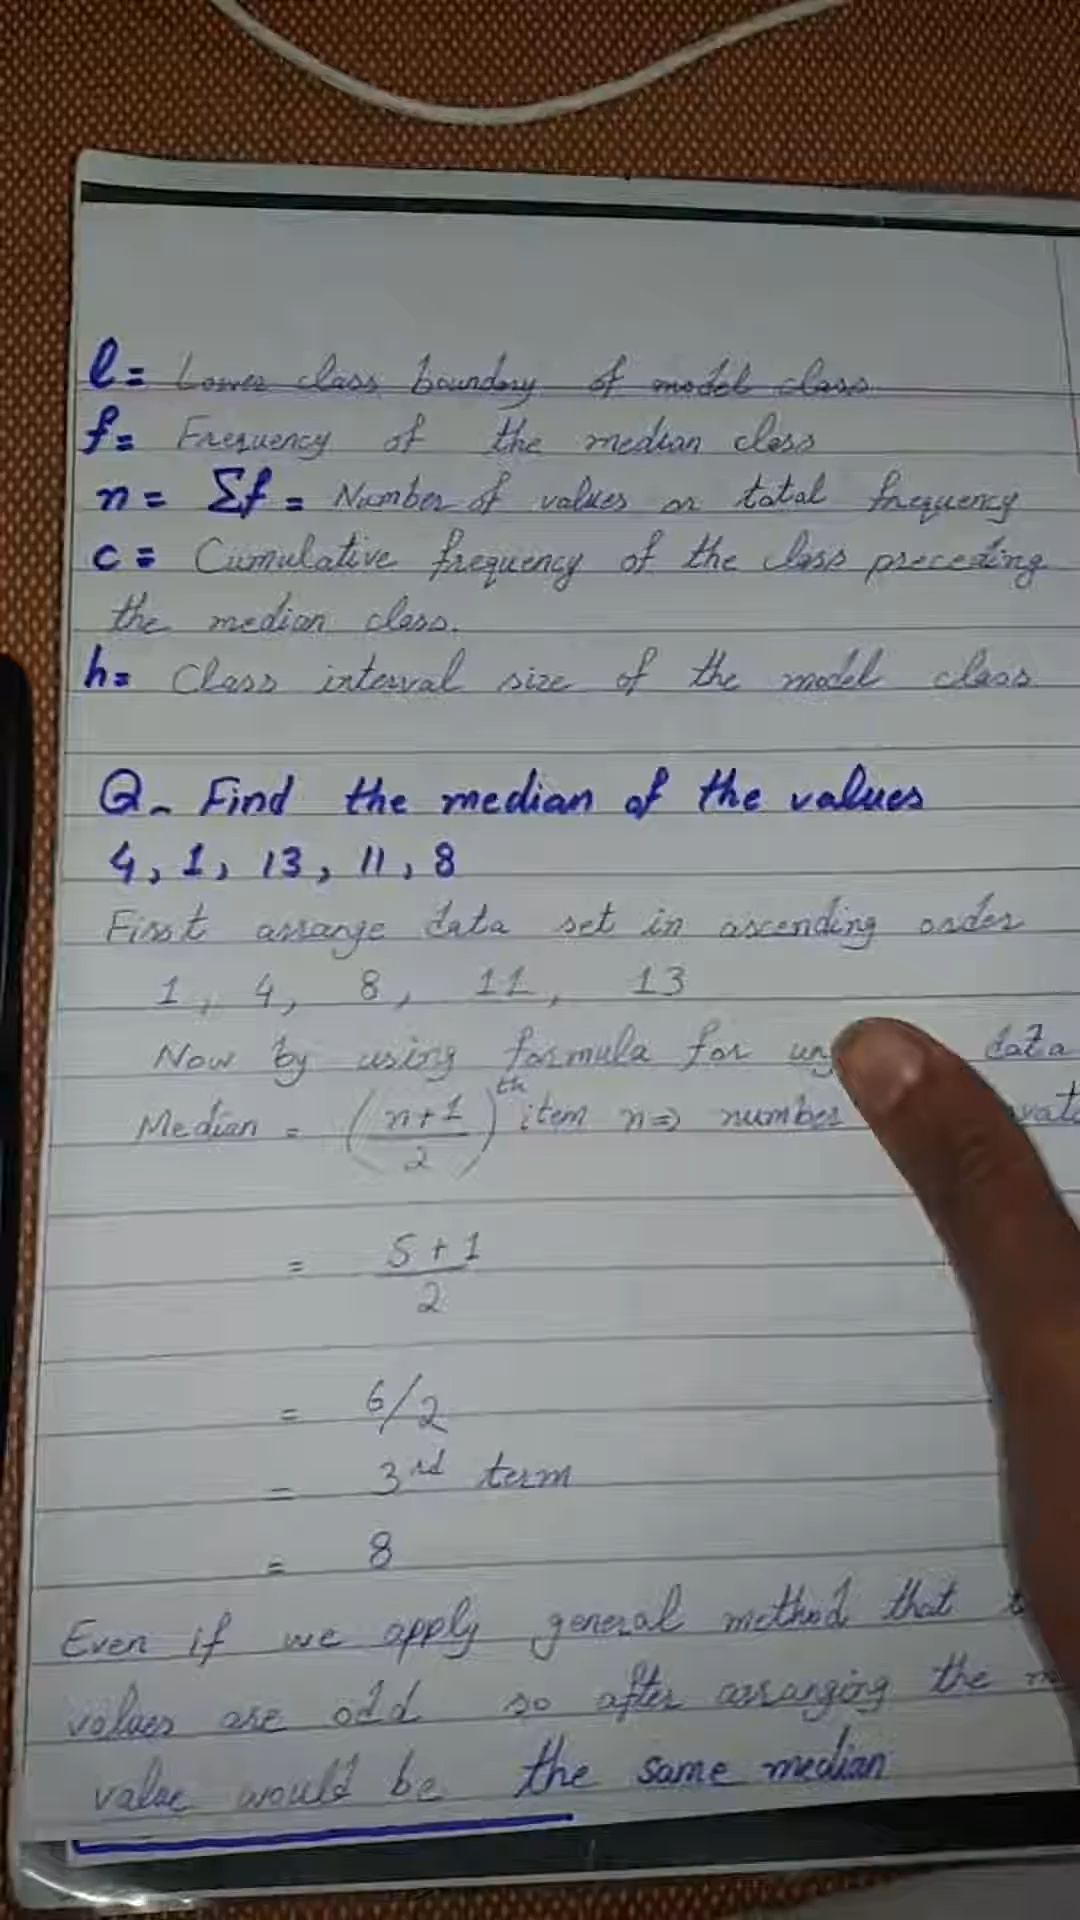 l = Lower class boundary of model class
f = Frequency of the median class
n = Σf = Number of values or total frequency
c = Cumulative frequency of the class preceding
the median class.
h = Class interval size of the model class
Q. Find the median of the values
4, 1, 13, 11, 8
First arrange data set in ascending order
1, 4, 8, 11, 13
Now by using formula for data
Median = (n+1/2)th item n => number
= 5+1/2
= 6/2
= 3rd term
= 8
Even if we apply general method that
values are odd so after arranging the
value would be the same median